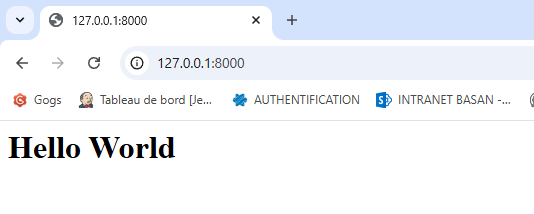 127.0.0.1:8000
127.0.0.1:8000
Gogs Tableau de bord [Je... AUTHENTIFICATION INTRANET BASAN -...
Hello World